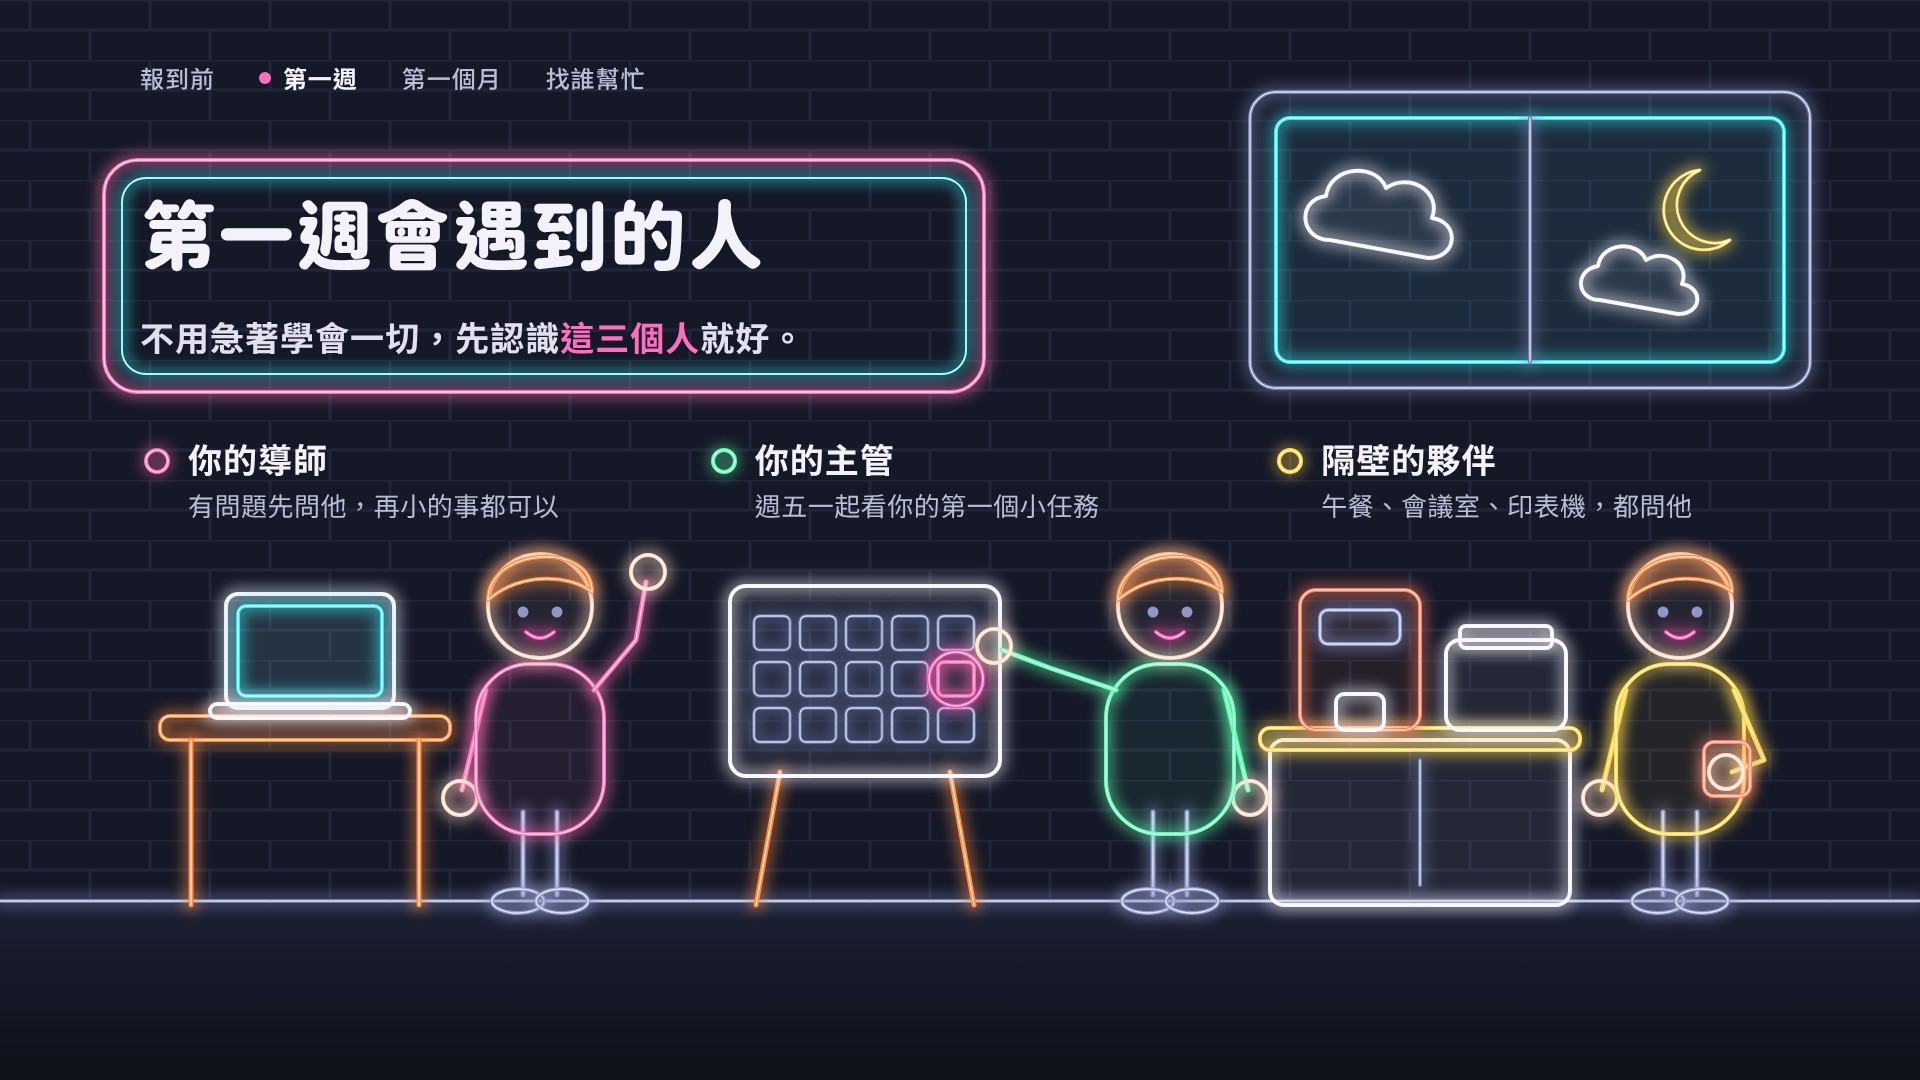 報到前 第一週 第一個月 找誰幫忙
第一週會遇到的人
不用急著學會一切，先認識這三個人就好。
你的導師
有問題先問他，再小的事都可以
你的主管
週五一起看你的第一個小任務
隔壁的夥伴
午餐、會議室、印表機，都問他